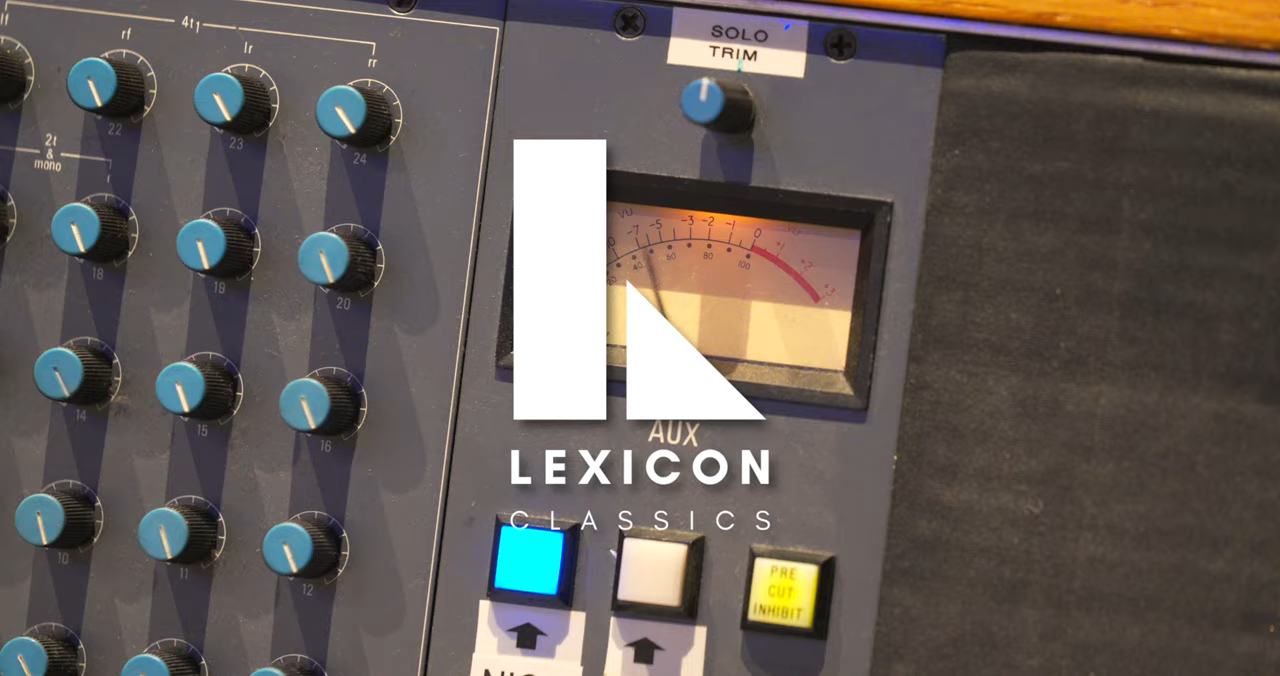 4t
rf
lr
rr
22
23
24
2t
&
mono
18
19
20
14
15
16
10
11
12
SOLO
TRIM
VU
-7 -5 -3 -2 -1 0 +1 +2 +3
40 60 80 100
AUX
LEXICON
CLASSICS
PRE
CUT
INHIBIT